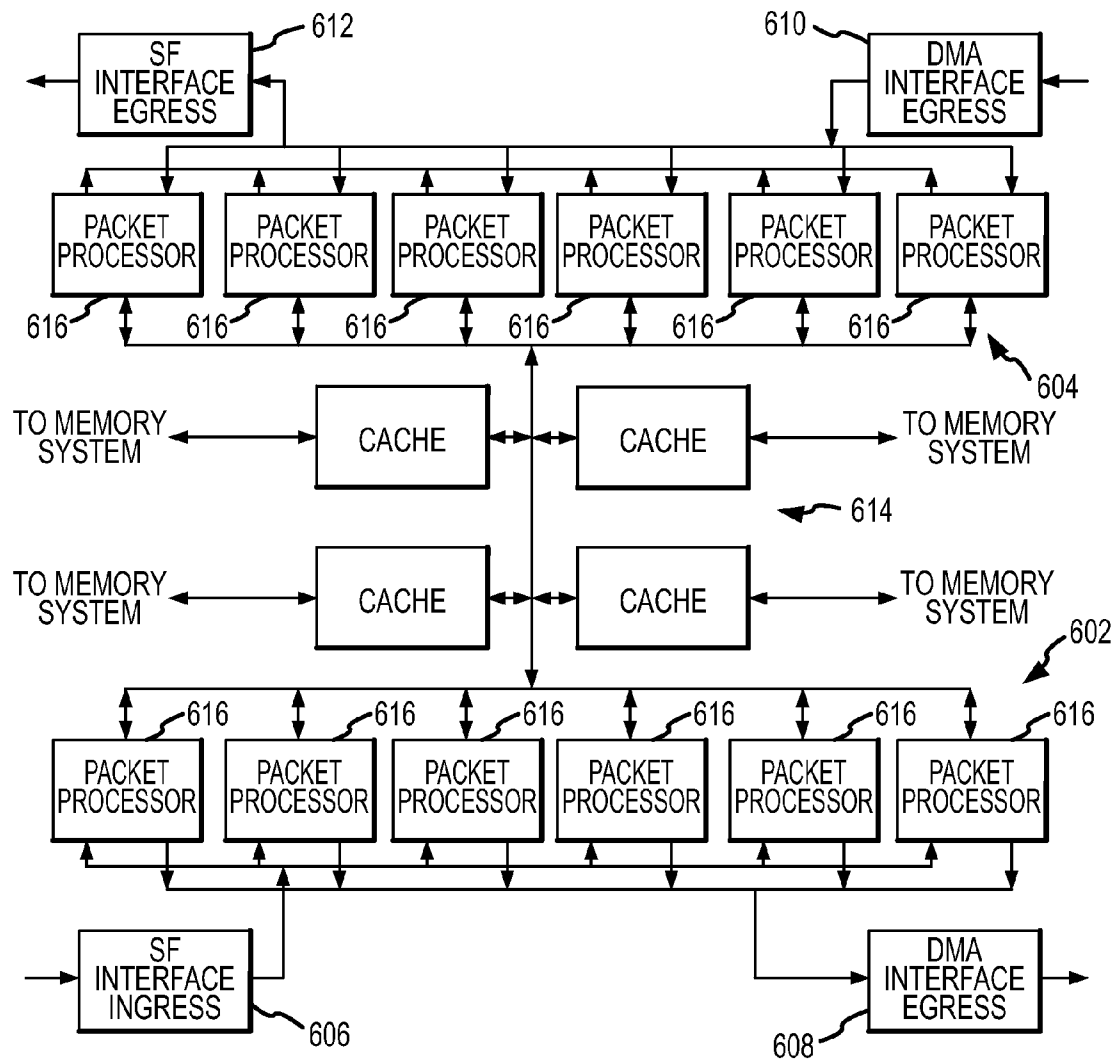 612
SF
INTERFACE
EGRESS
610
DMA
INTERFACE
EGRESS
PACKET
PROCESSOR
PACKET
PROCESSOR
PACKET
PROCESSOR
PACKET
PROCESSOR
PACKET
PROCESSOR
PACKET
PROCESSOR
616
616
616
616
616
616
604
TO MEMORY
SYSTEM
CACHE
CACHE
TO MEMORY
SYSTEM
614
TO MEMORY
SYSTEM
CACHE
CACHE
TO MEMORY
SYSTEM
602
616
616
616
616
616
616
PACKET
PROCESSOR
PACKET
PROCESSOR
PACKET
PROCESSOR
PACKET
PROCESSOR
PACKET
PROCESSOR
PACKET
PROCESSOR
SF
INTERFACE
INGRESS
606
DMA
INTERFACE
EGRESS
608